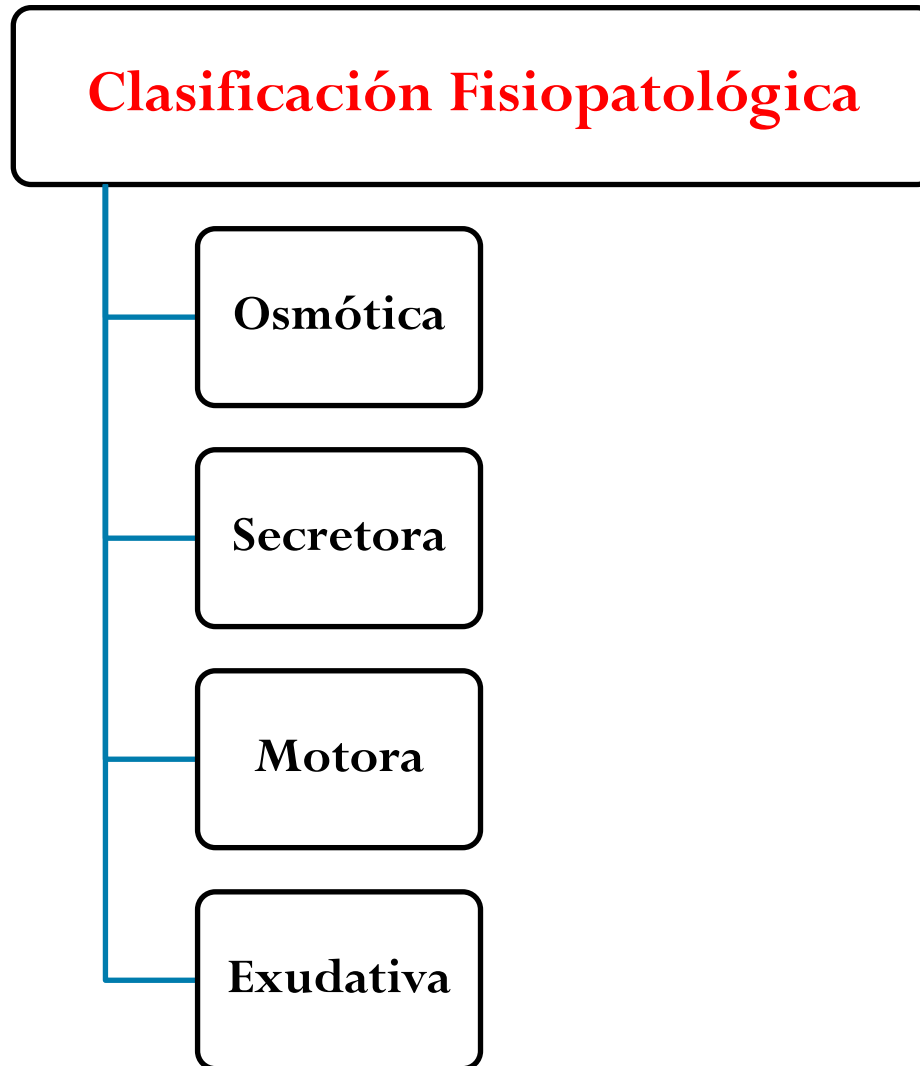 Clasificación Fisiopatológica
Osmótica
Secretora
Motora
Exudativa